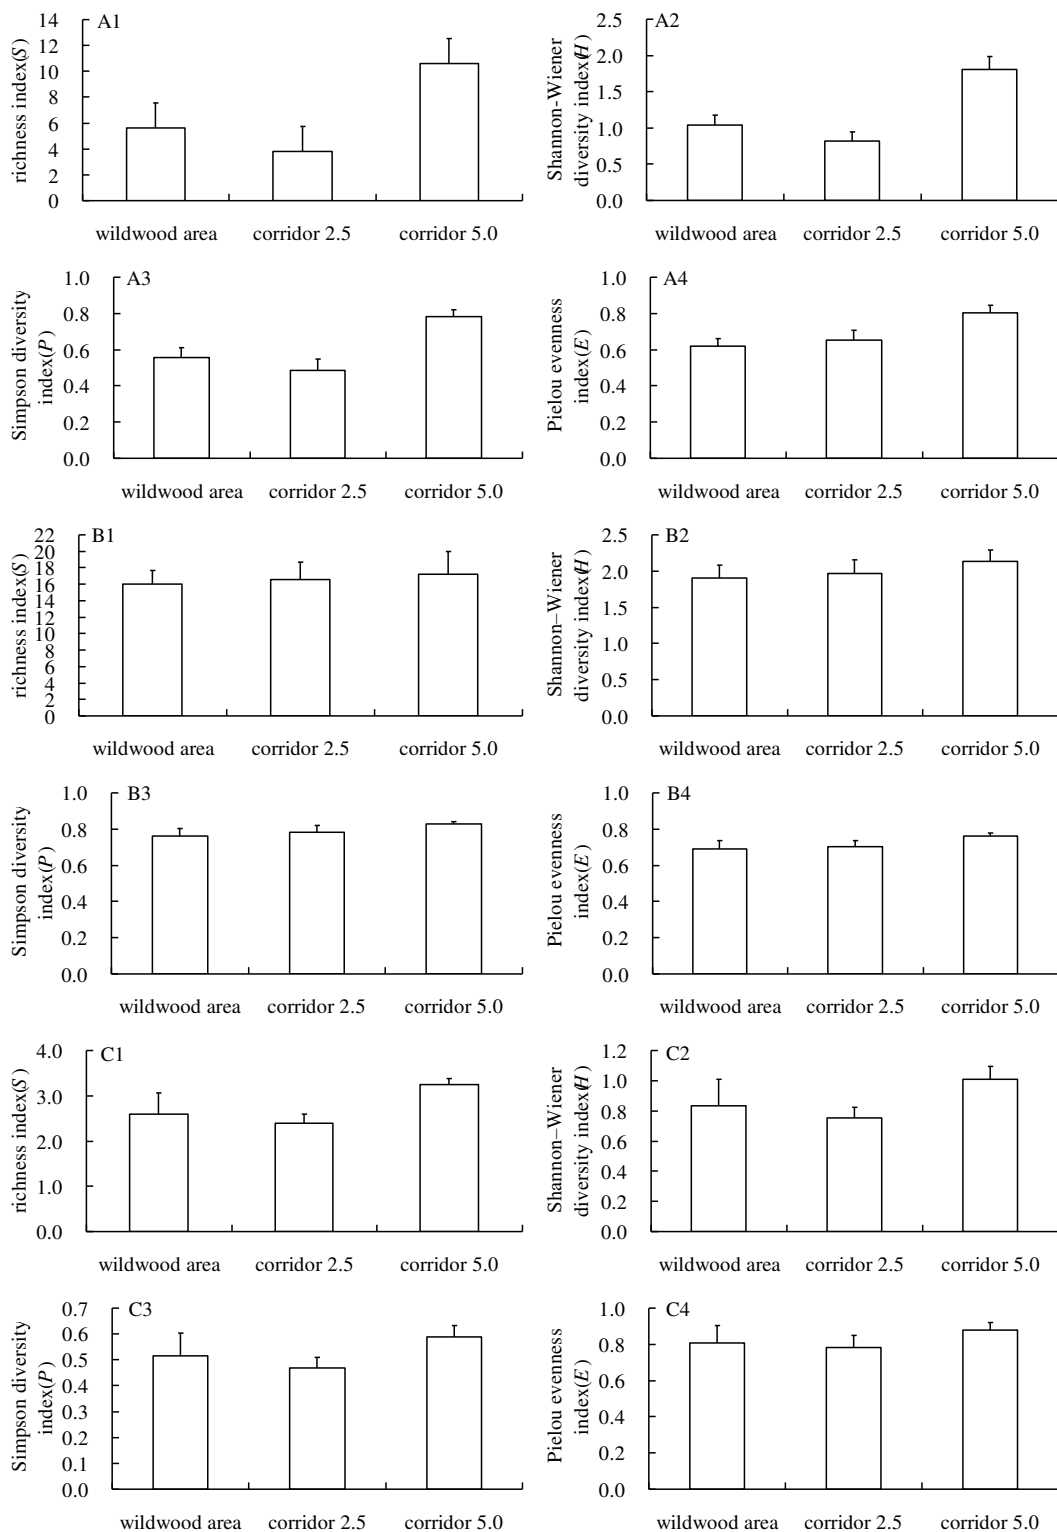 A1
richness index(S)
14
12
10
8
6
4
2
0
wildwood area
corridor 2.5
corridor 5.0
A2
Shannon-Wiener
diversity index(H)
2.5
2.0
1.5
1.0
0.5
0.0
wildwood area
corridor 2.5
corridor 5.0
A3
Simpson diversity
index(P)
1.0
0.8
0.6
0.4
0.2
0.0
wildwood area
corridor 2.5
corridor 5.0
A4
Pielou evenness
index(E)
1.0
0.8
0.6
0.4
0.2
0.0
wildwood area
corridor 2.5
corridor 5.0
B1
richness index(S)
22
20
18
16
14
12
10
8
6
4
2
0
wildwood area
corridor 2.5
corridor 5.0
B2
Shannon–Wiener
diversity index(H)
2.5
2.0
1.5
1.0
0.5
0.0
wildwood area
corridor 2.5
corridor 5.0
B3
Simpson diversity
index(P)
1.0
0.8
0.6
0.4
0.2
0.0
wildwood area
corridor 2.5
corridor 5.0
B4
Pielou evenness
index(E)
1.0
0.8
0.6
0.4
0.2
0.0
wildwood area
corridor 2.5
corridor 5.0
C1
richness index(S)
4.0
3.0
2.0
1.0
0.0
wildwood area
corridor 2.5
corridor 5.0
C2
Shannon–Wiener
diversity index(H)
1.2
1.0
0.8
0.6
0.4
0.2
0.0
wildwood area
corridor 2.5
corridor 5.0
C3
Simpson diversity
index(P)
0.7
0.6
0.5
0.4
0.3
0.2
0.1
0.0
wildwood area
corridor 2.5
corridor 5.0
C4
Pielou evenness
index(E)
1.0
0.8
0.6
0.4
0.2
0.0
wildwood area
corridor 2.5
corridor 5.0